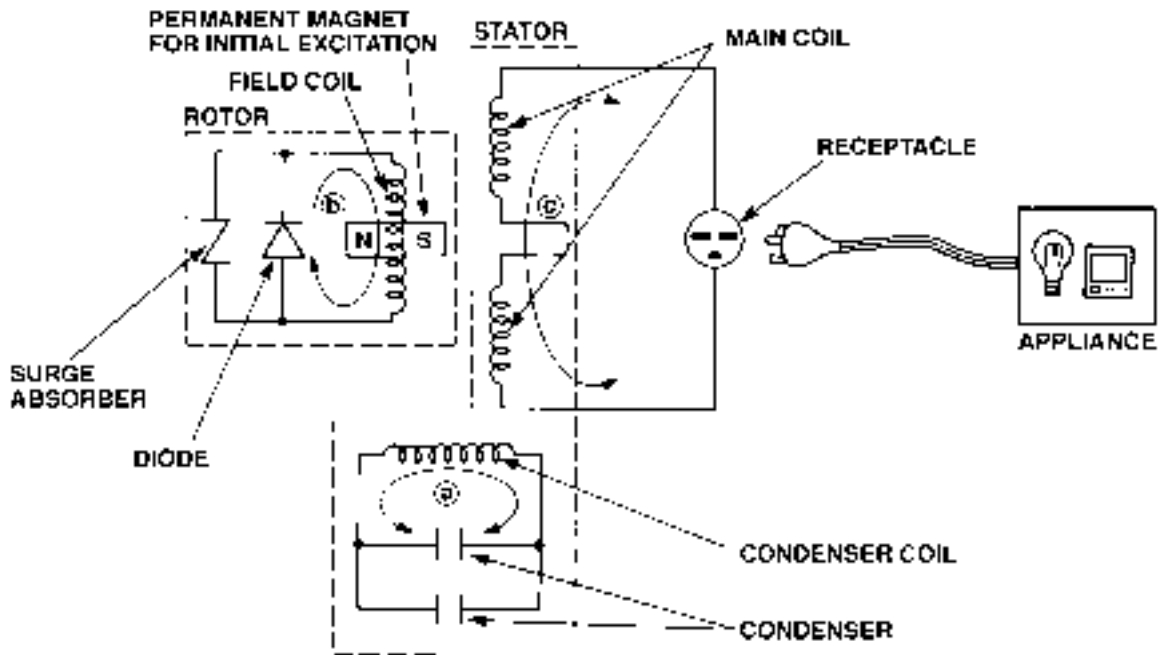 PERMANENT MAGNET
FOR INITIAL EXCITATION
STATOR
MAIN COIL
FIELD COIL
ROTOR
RECEPTACLE
b
c
N
S
APPLIANCE
SURGE
ABSORBER
DIODE
a
CONDENSER COIL
CONDENSER